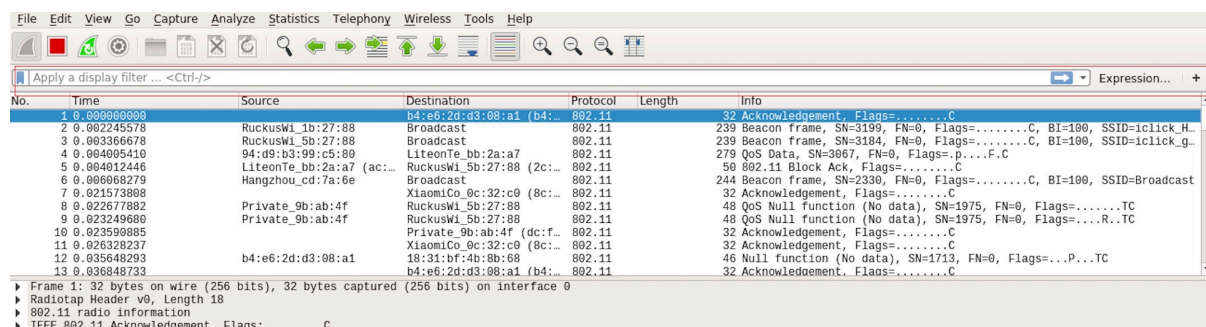 File Edit View Go Capture Analyze Statistics Telephony Wireless Tools Help
Apply a display filter ... <Ctrl-/> Expression... +
No. Time Source Destination Protocol Length Info
1 0.000000000 b4:e6:2d:d3:08:a1 (b4:… 802.11 32 Acknowledgement, Flags=........C
2 0.002245578 RuckusWi_1b:27:88 Broadcast 802.11 239 Beacon frame, SN=3199, FN=0, Flags=........C, BI=100, SSID=iclick_H…
3 0.003366678 RuckusWi_5b:27:88 Broadcast 802.11 239 Beacon frame, SN=3184, FN=0, Flags=........C, BI=100, SSID=iclick_g…
4 0.004005410 94:d9:b3:99:c5:80 LiteonTe_bb:2a:a7 802.11 279 QoS Data, SN=3067, FN=0, Flags=.p....F.C
5 0.004012446 LiteonTe_bb:2a:a7 (ac:… RuckusWi_5b:27:88 (2c:… 802.11 50 802.11 Block Ack, Flags=........C
6 0.006068279 Hangzhou_cd:7a:6e Broadcast 802.11 244 Beacon frame, SN=2330, FN=0, Flags=........C, BI=100, SSID=Broadcast
7 0.021573808 XiaomiCo_0c:32:c0 (8c:… 802.11 32 Acknowledgement, Flags=........C
8 0.022677882 Private_9b:ab:4f RuckusWi_5b:27:88 802.11 48 QoS Null function (No data), SN=1975, FN=0, Flags=.......TC
9 0.023249680 Private_9b:ab:4f RuckusWi_5b:27:88 802.11 48 QoS Null function (No data), SN=1975, FN=0, Flags=....R..TC
10 0.023590885 Private_9b:ab:4f (dc:f… 802.11 32 Acknowledgement, Flags=........C
11 0.026328237 XiaomiCo_0c:32:c0 (8c:… 802.11 32 Acknowledgement, Flags=........C
12 0.035648293 b4:e6:2d:d3:08:a1 18:31:bf:4b:8b:68 802.11 46 Null function (No data), SN=1713, FN=0, Flags=...P...TC
13 0.036848733 b4:e6:2d:d3:08:a1 (b4:… 802.11 32 Acknowledgement, Flags=........C
Frame 1: 32 bytes on wire (256 bits), 32 bytes captured (256 bits) on interface 0
Radiotap Header v0, Length 18
802.11 radio information
IEEE 802.11 Acknowledgement, Flags: ........C